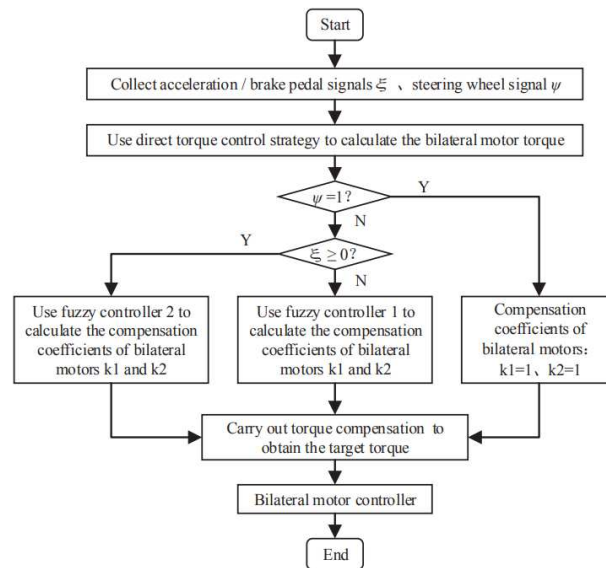 Start
Collect acceleration / brake pedal signals ξ 、steering wheel signal ψ
Use direct torque control strategy to calculate the bilateral motor torque
ψ=1?
Y
N
Y
ξ ≥ 0?
N
Use fuzzy controller 2 to
calculate the compensation
coefficients of bilateral
motors k1 and k2
Use fuzzy controller 1 to
calculate the compensation
coefficients of bilateral
motors k1 and k2
Compensation
coefficients of
bilateral motors:
k1=1、k2=1
Carry out torque compensation to
obtain the target torque
Bilateral motor controller
End